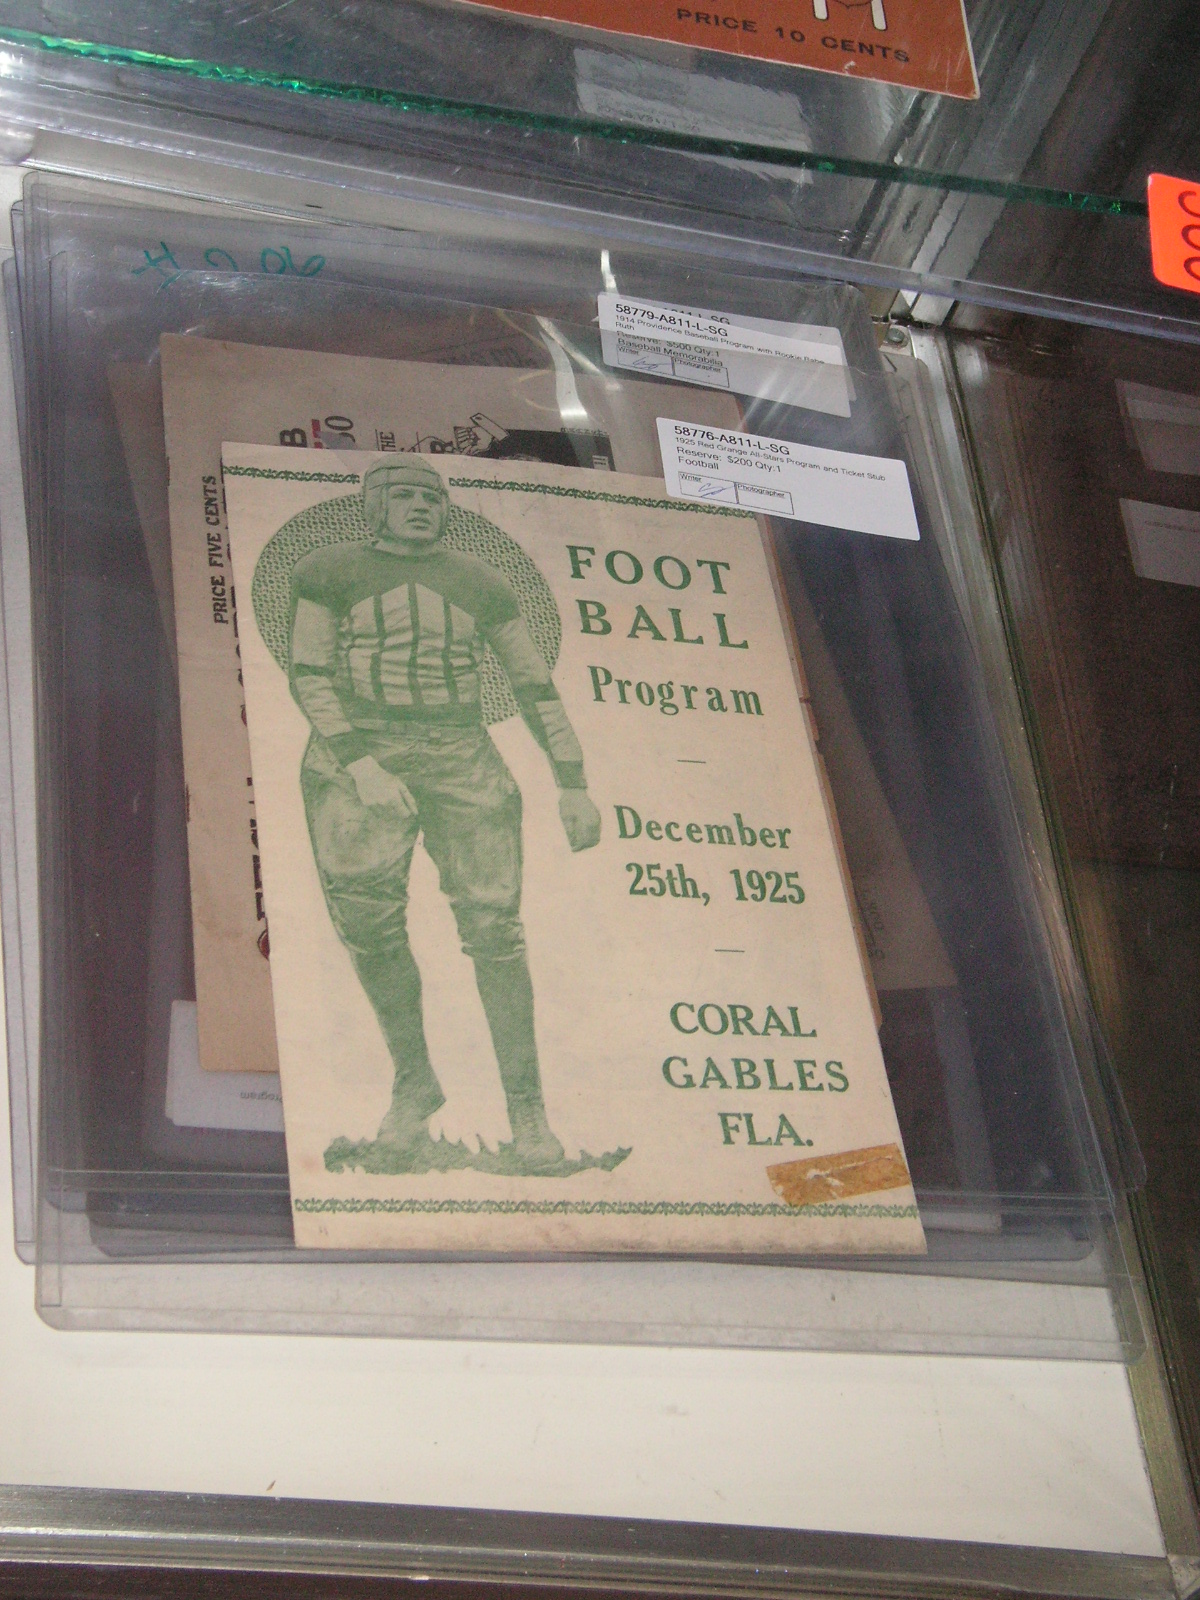 PRICE 10 CENTS
58779-A811-L-SG
1914 Providence Baseball Program with Rookie Babe
Ruth
Reserve: $500 Qty:1
Baseball Memorabilia
Writer
Photographer
58776-A811-L-SG
1925 Red Grange All-Stars Program and Ticket Stub
Reserve: $200 Qty:1
Football
Writer
Photographer
PRICE FIVE CENTS
THE
FOOT
BALL
Program
—
December
25th, 1925
—
CORAL
GABLES
FLA.